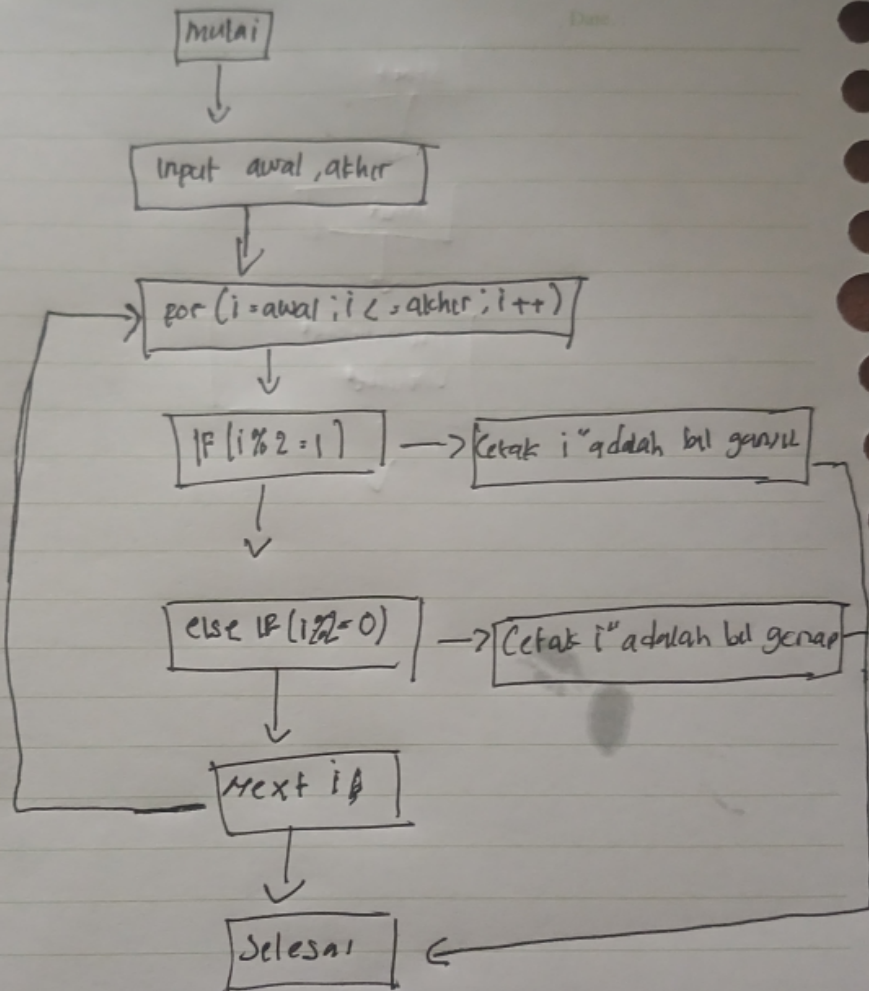 Date
mulai
input awal, akhir
for (i = awal ; i < = akhir ; i ++)
IF (i % 2 = 1)
Cetak i " adalah bil ganjil
else IF (i%2 = 0)
Cetak i " adalah bil genap
Next i
Selesai